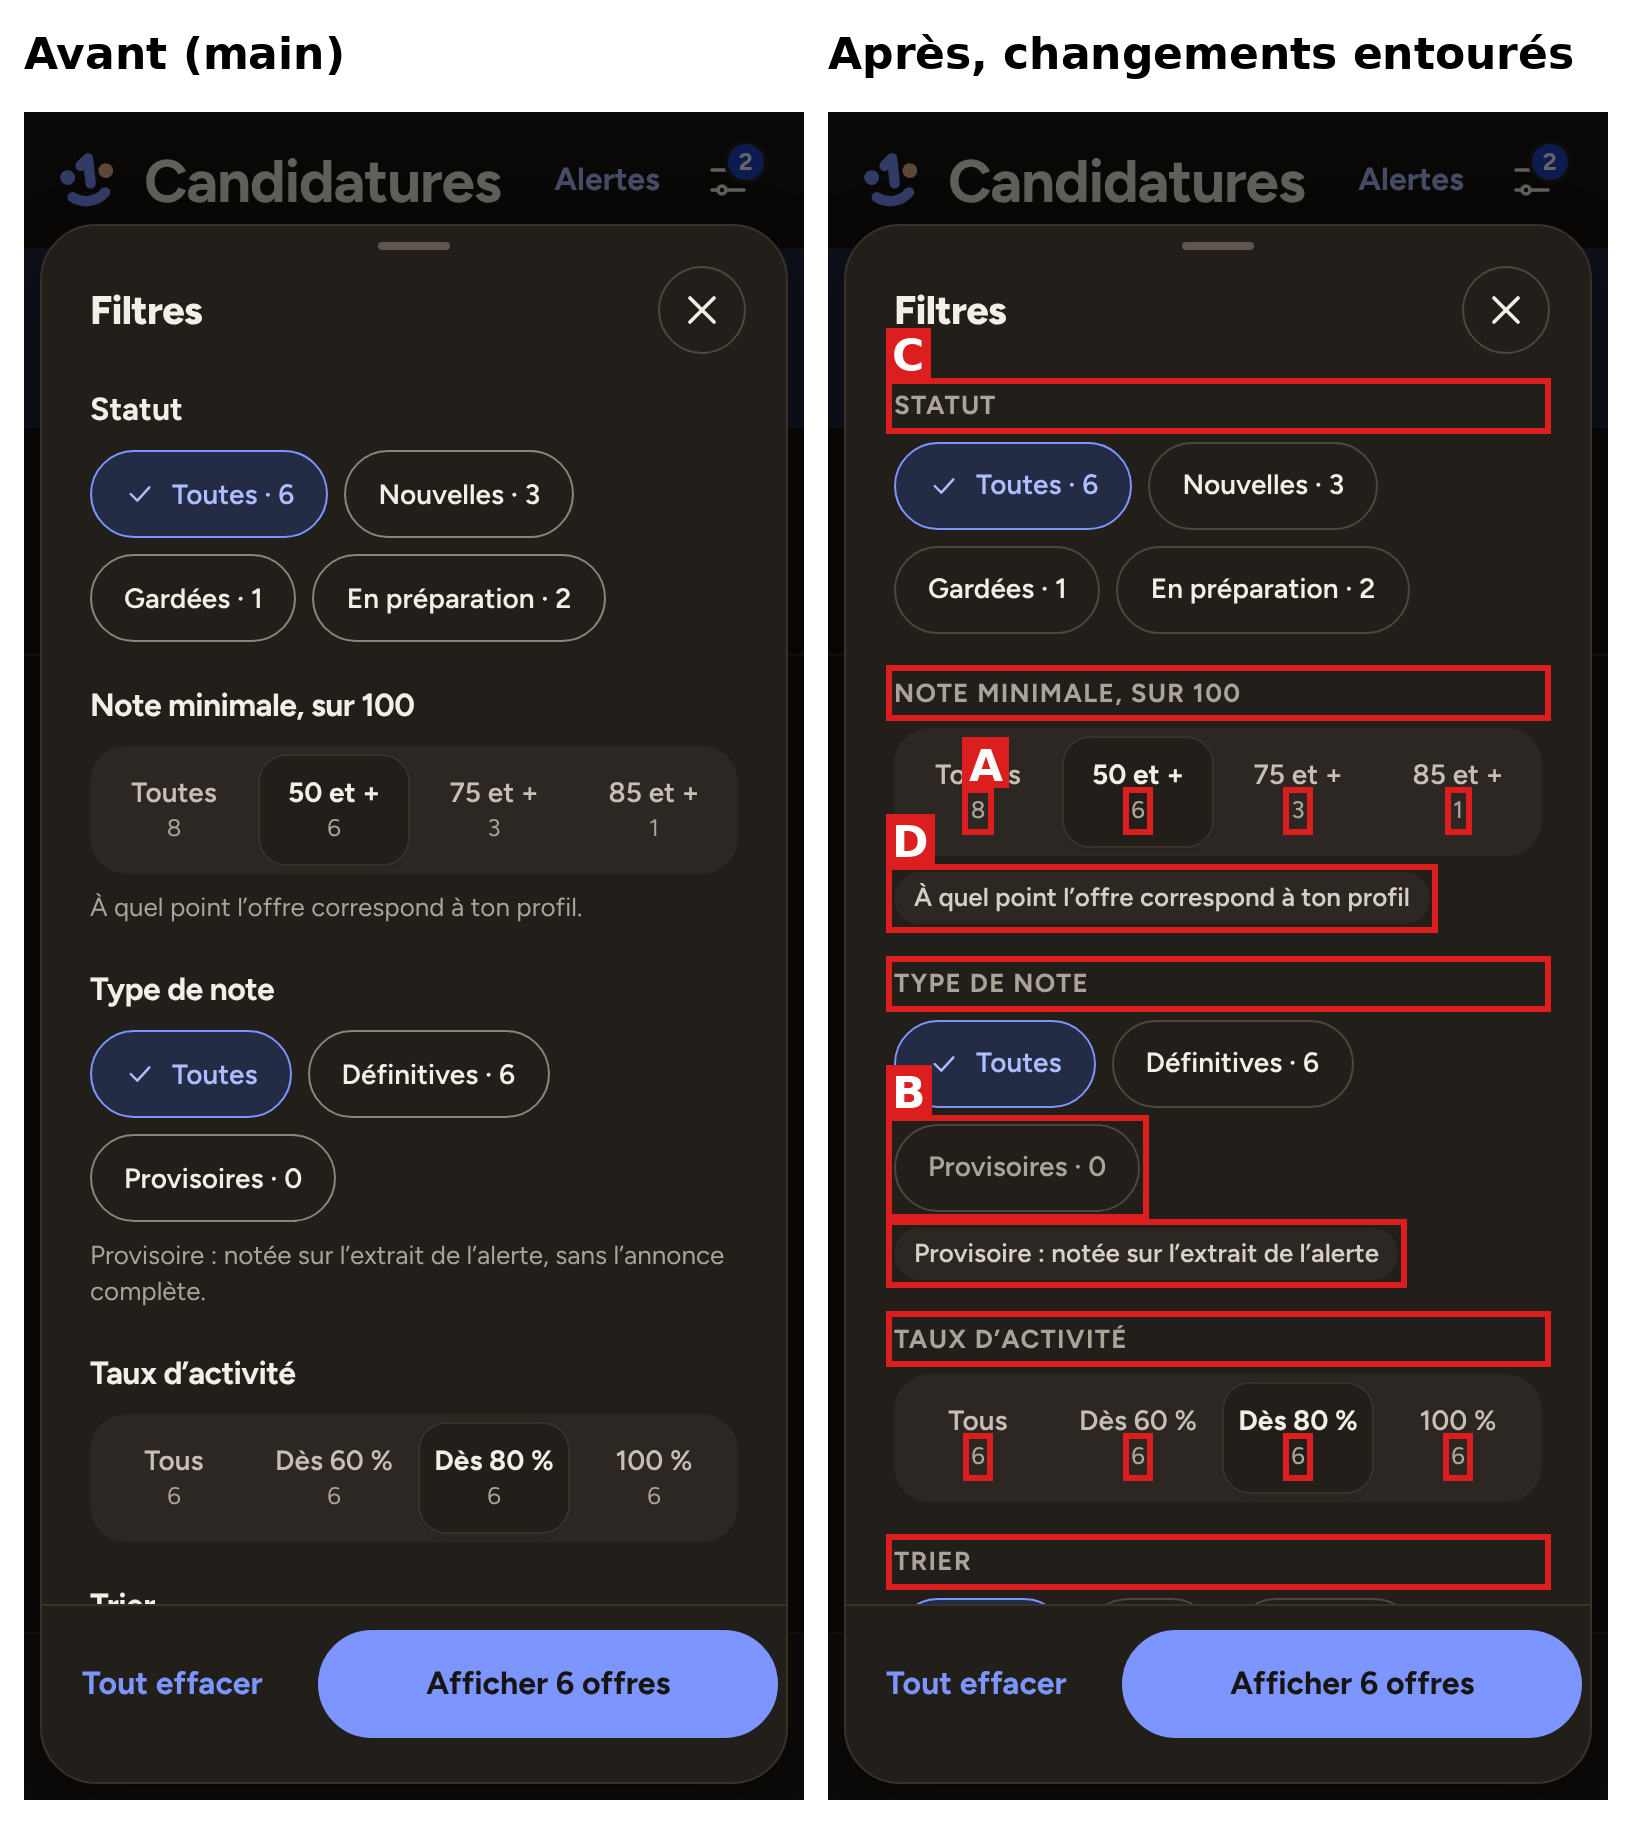 Avant (main)
Candidatures
Alertes
2
Filtres
Statut
Toutes · 6
Nouvelles · 3
Gardées · 1
En préparation · 2
Note minimale, sur 100
Toutes
50 et +
75 et +
85 et +
8
6
3
1
À quel point l’offre correspond à ton profil.
Type de note
Toutes
Définitives · 6
Provisoires · 0
Provisoire : notée sur l’extrait de l’alerte, sans l’annonce
complète.
Taux d’activité
Tous
Dès 60 %
Dès 80 %
100 %
6
6
6
6
Trier
Tout effacer
Afficher 6 offres
Après, changements entourés
Candidatures
Alertes
2
Filtres
C
STATUT
Toutes · 6
Nouvelles · 3
Gardées · 1
En préparation · 2
NOTE MINIMALE, SUR 100
A
50 et +
75 et +
85 et +
8
6
3
1
D
À quel point l’offre correspond à ton profil
TYPE DE NOTE
Toutes
Définitives · 6
B
Provisoires · 0
Provisoire : notée sur l’extrait de l’alerte
TAUX D’ACTIVITÉ
Tous
Dès 60 %
Dès 80 %
100 %
6
6
6
6
TRIER
Tout effacer
Afficher 6 offres